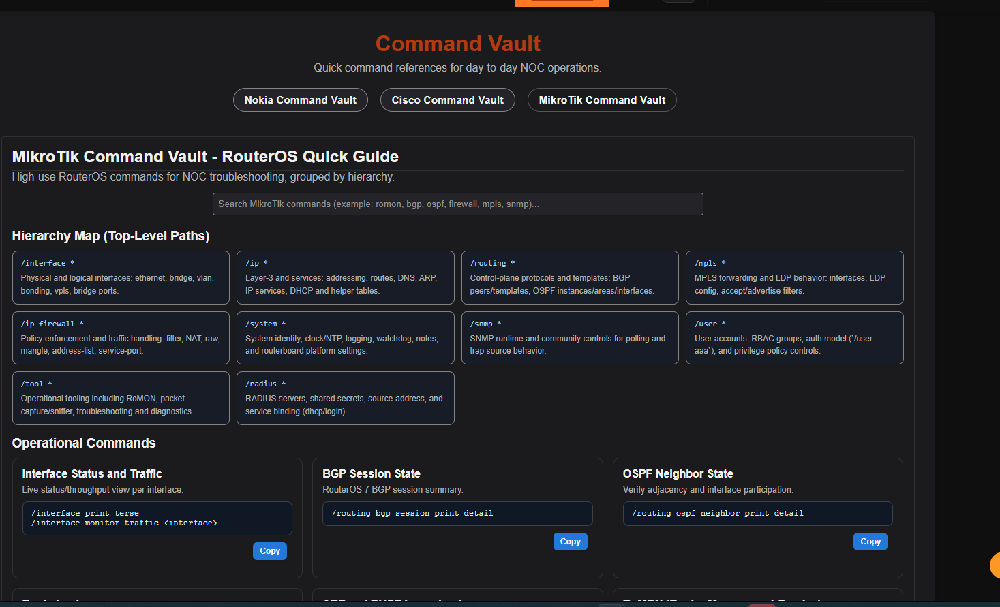 Command Vault
Quick command references for day-to-day NOC operations.
Nokia Command Vault
Cisco Command Vault
MikroTik Command Vault
MikroTik Command Vault - RouterOS Quick Guide
High-use RouterOS commands for NOC troubleshooting, grouped by hierarchy.
Search MikroTik commands (example: romon, bgp, ospf, firewall, mpls, snmp)...
Hierarchy Map (Top-Level Paths)
/interface *
Physical and logical interfaces: ethernet, bridge, vlan,
bonding, vpls, bridge ports.
/ip *
Layer-3 and services: addressing, routes, DNS, ARP,
IP services, DHCP and helper tables.
/routing *
Control-plane protocols and templates: BGP
peers/templates, OSPF instances/areas/interfaces.
/mpls *
MPLS forwarding and LDP behavior: interfaces, LDP
config, accept/advertise filters.
/ip firewall *
Policy enforcement and traffic handling: filter, NAT, raw,
mangle, address-list, service-port.
/system *
System identity, clock/NTP, logging, watchdog, notes,
and routerboard platform settings.
/snmp *
SNMP runtime and community controls for polling and
trap source behavior.
/user *
User accounts, RBAC groups, auth model (`/user
aaa`), and privilege policy controls.
/tool *
Operational tooling including RoMON, packet
capture/sniffer, troubleshooting and diagnostics.
/radius *
RADIUS servers, shared secrets, source-address, and
service binding (dhcp/login).
Operational Commands
Interface Status and Traffic
Live status/throughput view per interface.
/interface print terse
/interface monitor-traffic <interface>
Copy
BGP Session State
RouterOS 7 BGP session summary.
/routing bgp session print detail
Copy
OSPF Neighbor State
Verify adjacency and interface participation.
/routing ospf neighbor print detail
Copy